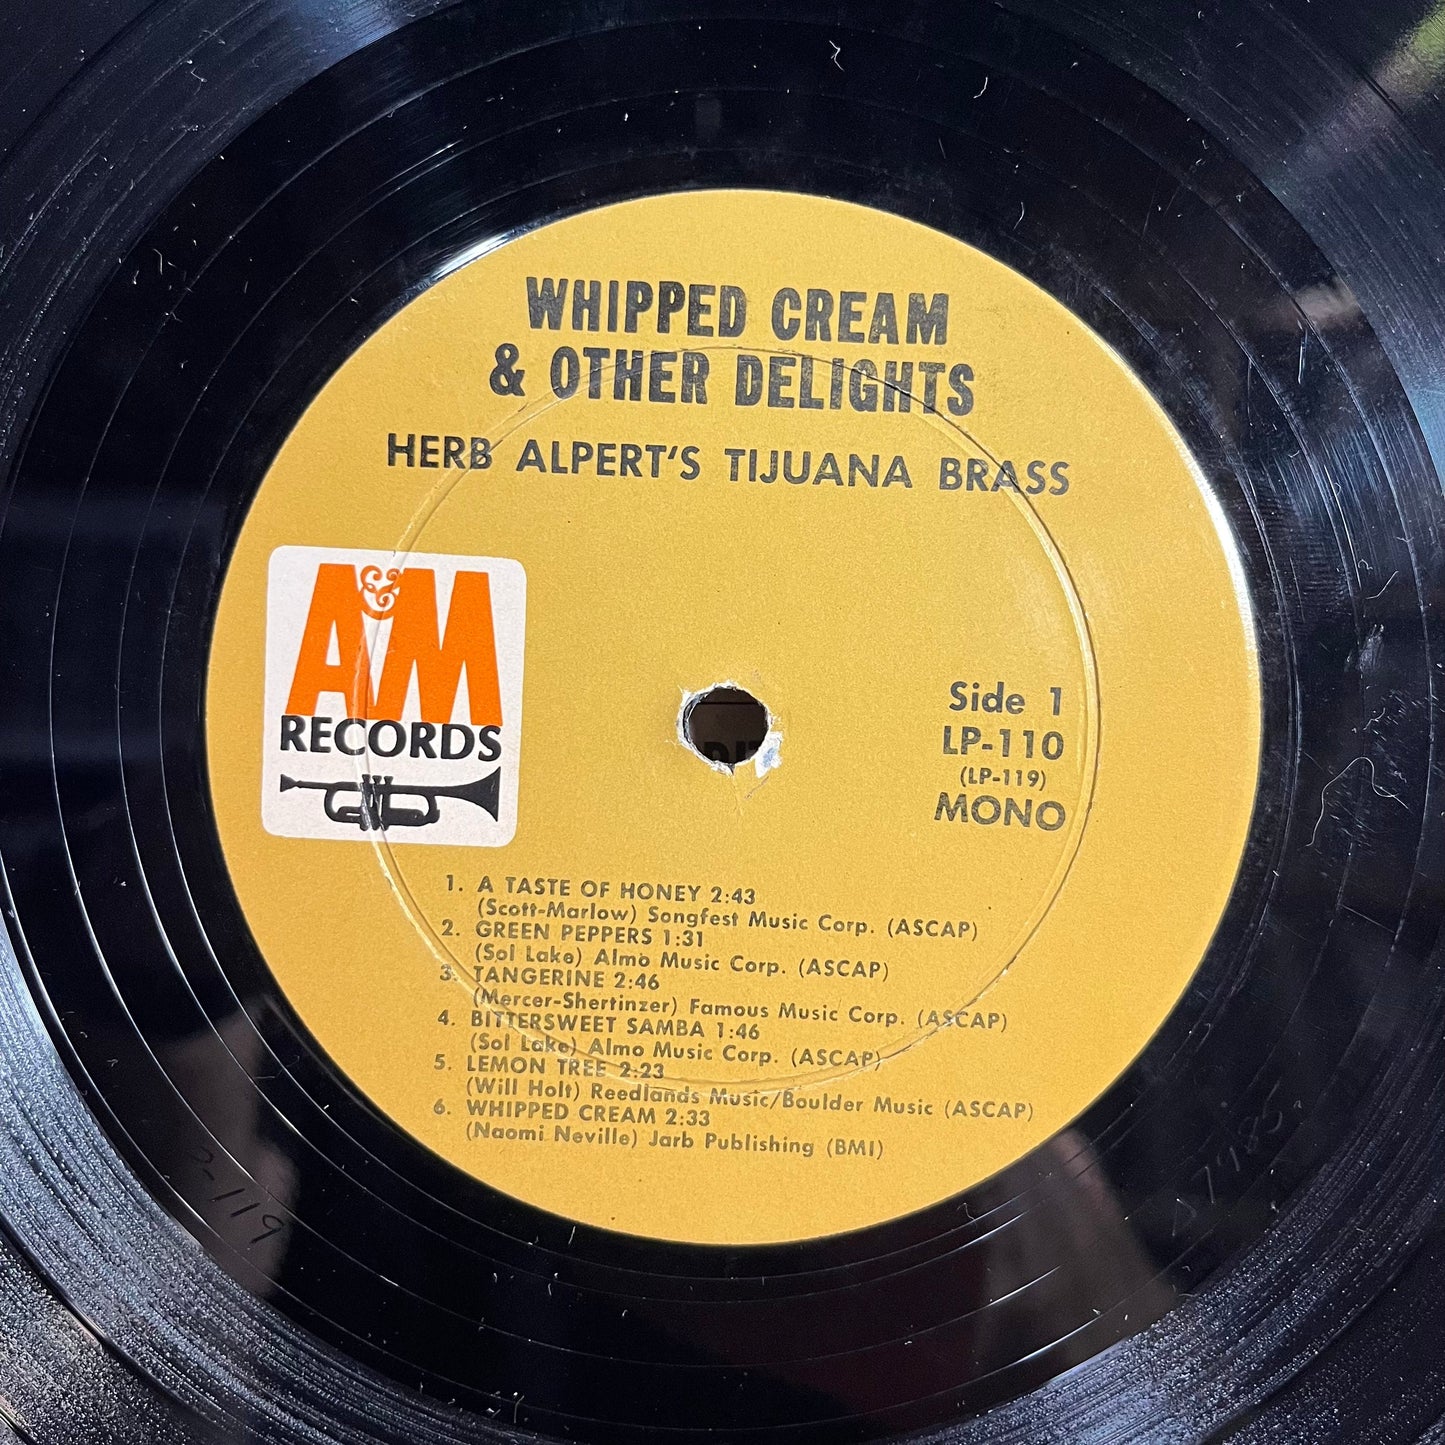 WHIPPED CREAM
& OTHER DELIGHTS
HERB ALPERT'S TIJUANA BRASS
A&M
RECORDS
Side 1
LP-110
(LP-119)
MONO
1. A TASTE OF HONEY 2:43
(Scott-Marlow) Songfest Music Corp. (ASCAP)
2. GREEN PEPPERS 1:31
(Sol Lake) Almo Music Corp. (ASCAP)
3. TANGERINE 2:46
(Mercer-Shertinzer) Famous Music Corp. (ASCAP)
4. BITTERSWEET SAMBA 1:46
(Sol Lake) Almo Music Corp. (ASCAP)
5. LEMON TREE 2:23
(Will Holt) Reedlands Music/Boulder Music (ASCAP)
6. WHIPPED CREAM 2:33
(Naomi Neville) Jarb Publishing (BMI)